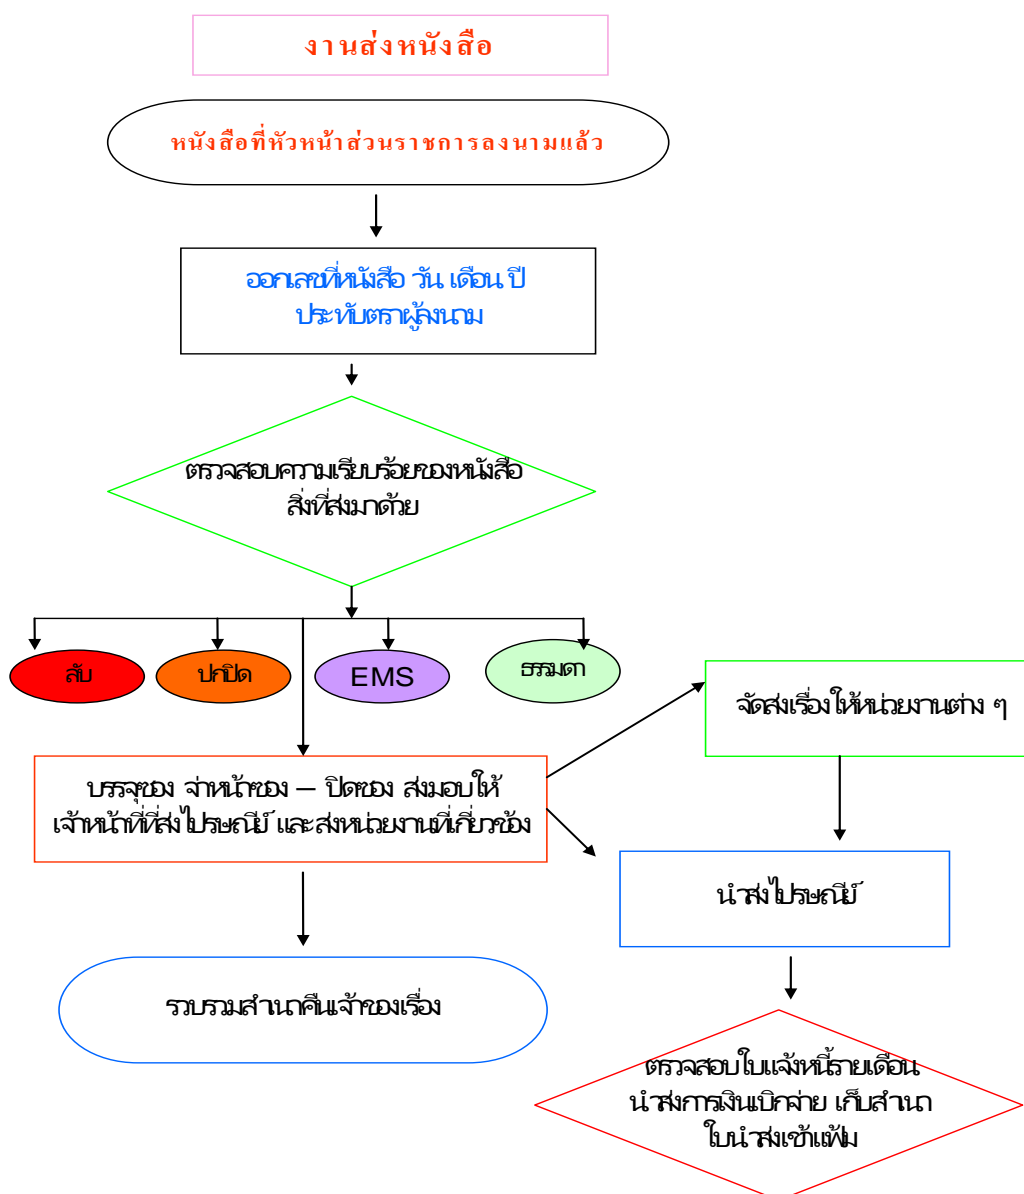 งานส่งหนังสือ
หนังสือที่หัวหน้าส่วนราชการลงนามแล้ว
ออกเลขที่หนังสือ วัน เดือน ปี
ประทับตราผู้ลงนาม
ตรวจสอบความเรียบร้อยของหนังสือ
สิ่งที่ส่งมาด้วย
ลับ
ปกปิด
EMS
ธรรมดา
จัดส่งเรื่องให้หน่วยงานต่าง ๆ
บรรจุซอง จ่าหน้าซอง – ปิดซอง ส่งมอบให้
เจ้าหน้าที่ที่ส่งไปรษณีย์ และส่งหน่วยงานที่เกี่ยวข้อง
นำส่งไปรษณีย์
รวบรวมสำเนาคืนเจ้าของเรื่อง
ตรวจสอบใบแจ้งหนี้รายเดือน
นำส่งการเงินเบิกจ่าย เก็บสำเนา
ใบนำส่งเข้าแฟ้ม